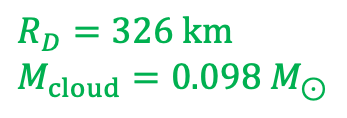 R_D = 326 km
M_cloud = 0.098 M_⊙